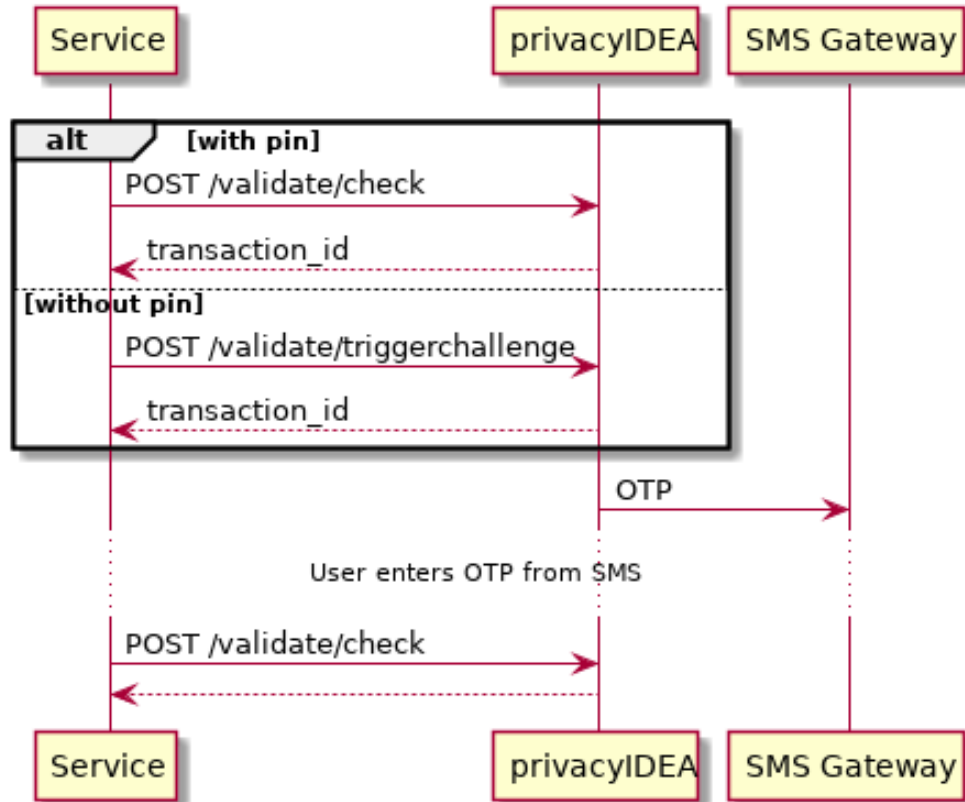 Service
privacyIDEA
SMS Gateway
alt
[with pin]
POST /validate/check
transaction_id
[without pin]
POST /validate/triggerchallenge
transaction_id
OTP
User enters OTP from SMS
POST /validate/check
Service
privacyIDEA
SMS Gateway